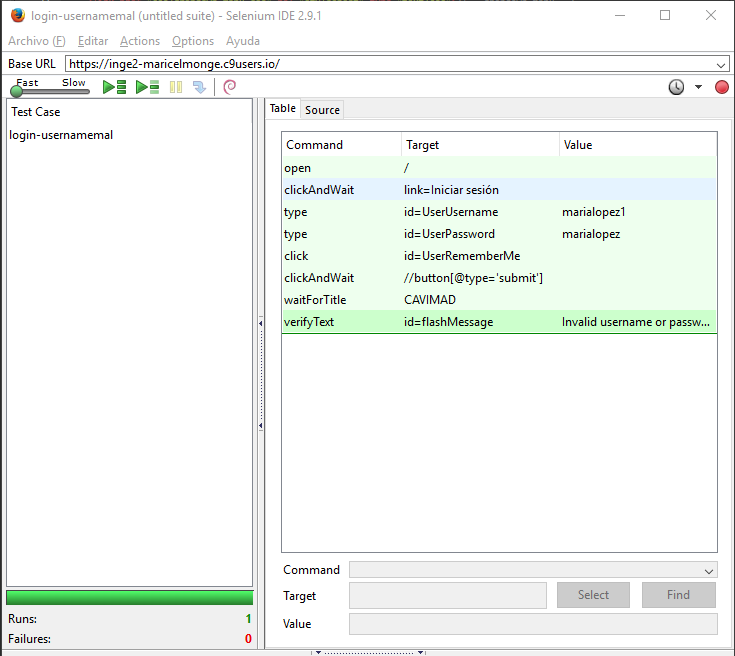 login-usernamemal (untitled suite) - Selenium IDE 2.9.1
Archivo (F) Editar Actions Options Ayuda
Base URL https://inge2-maricelmonge.c9users.io/
Fast Slow
Test Case
login-usernamemal
Table Source
Command Target Value
open /
clickAndWait link=Iniciar sesión
type id=UserUsername marialopez1
type id=UserPassword marialopez
click id=UserRememberMe
clickAndWait //button[@type='submit']
waitForTitle CAVIMAD
verifyText id=flashMessage Invalid username or passw...
Command
Target Select Find
Value
Runs: 1
Failures: 0